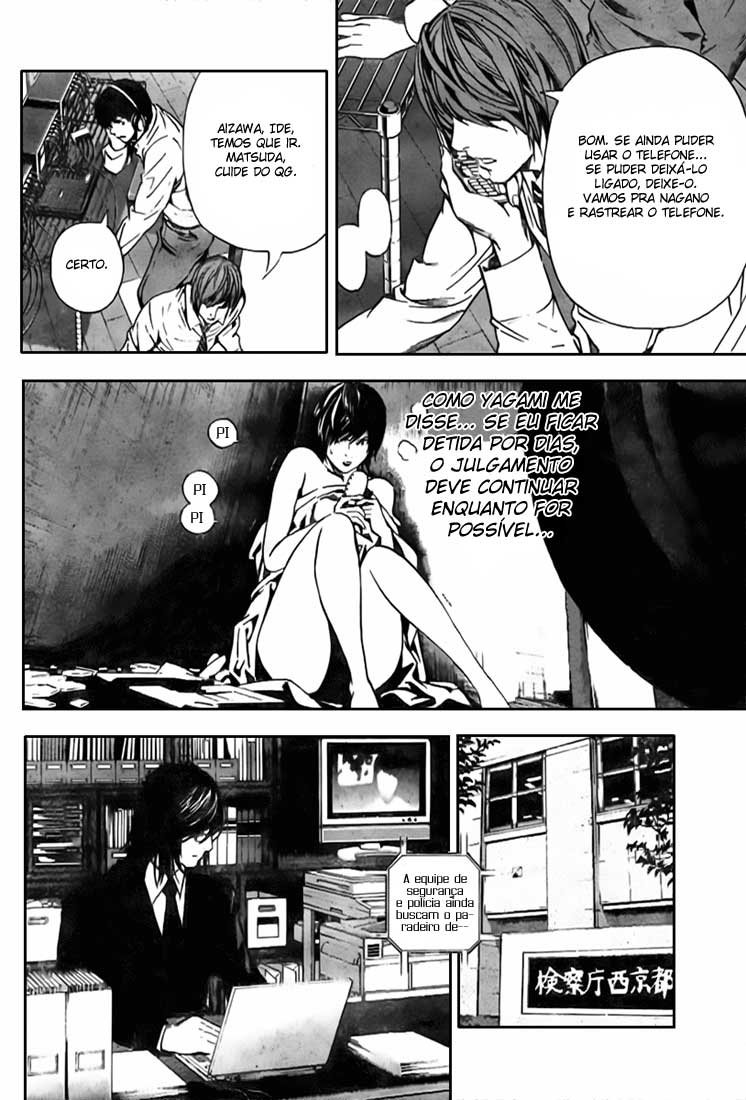 BOM. SE AINDA PUDER
USAR O TELEFONE...
SE PUDER DEIXÁ-LO
LIGADO, DEIXE-O.
VAMOS PRA NAGANO
E RASTREAR O TELEFONE.
AIZAWA, IDE,
TEMOS QUE IR.
MATSUDA,
CUIDE DO QG.
CERTO.
COMO YAGAMI ME
DISSE... SE EU FICAR
DETIDA POR DIAS,
O JULGAMENTO
DEVE CONTINUAR
ENQUANTO FOR
POSSÍVEL...
PI
PI
PI
A equipe de
segurança
e polícia ainda
buscam o pa-
radeiro de--
検察庁西京都